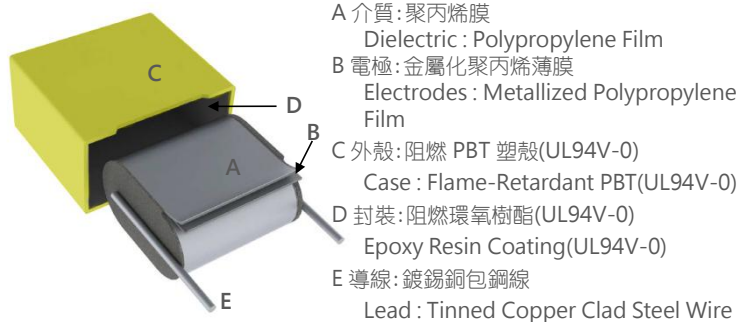 C
D
B
A
E
A 介質:聚丙烯膜
Dielectric : Polypropylene Film
B 電極:金屬化聚丙烯薄膜
Electrodes : Metallized Polypropylene
Film
C 外殼:阻燃 PBT 塑殼(UL94V-0)
Case : Flame-Retardant PBT(UL94V-0)
D 封裝:阻燃環氧樹酯(UL94V-0)
Epoxy Resin Coating(UL94V-0)
E 導線:鍍錫銅包鋼線
Lead : Tinned Copper Clad Steel Wire